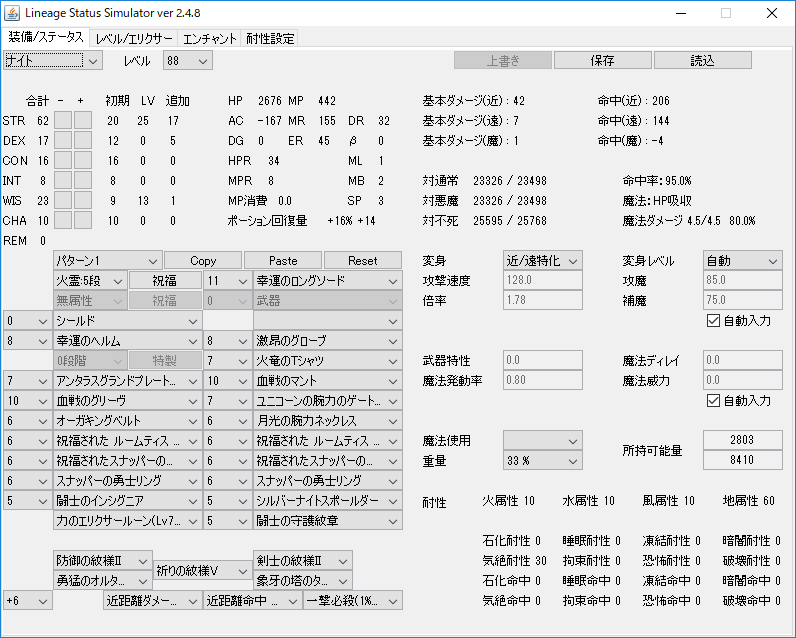 Lineage Status Simulator ver 2.4.8
装備/ステータス レベル/エリクサー エンチャント 耐性設定
ナイト レベル 88 上書き 保存 読込
合計 - + 初期 LV 追加 HP 2676 MP 442 基本ダメージ(近) : 42 命中(近) : 206
STR 62 20 25 17 AC -167 MR 155 DR 32 基本ダメージ(遠) : 7 命中(遠) : 144
DEX 17 12 0 5 DG 0 ER 45 β 0 基本ダメージ(魔) : 1 命中(魔) : -4
CON 16 16 0 0 HPR 34 ML 1
INT 8 8 0 0 MPR 8 MB 2 対通常 23326 / 23498 命中率: 95.0%
WIS 23 9 13 1 MP消費 0.0 SP 3 対悪魔 23326 / 23498 魔法:HP吸収
CHA 10 10 0 0 ポーション回復量 +16% +14 対不死 25595 / 25768 魔法ダメージ 4.5/4.5 80.0%
REM 0
パターン1 Copy Paste Reset 変身 近/遠特化 変身レベル 自動
火霊:5段 祝福 11 幸運のロングソード 攻撃速度 128.0 攻魔 85.0
無属性 祝福 0 武器 倍率 1.78 補魔 75.0
0 シールド 自動入力
8 幸運のヘルム 8 激昂のグローブ
0段階 特製 7 火竜のTシャツ 武器特性 0.0 魔法ディレイ 0.0
7 アンタラスグランドプレート... 10 血戦のマント 魔法発動率 0.80 魔法威力 0.0
10 血戦のグリーヴ 7 ユニコーンの腕力のゲート... 自動入力
6 オーガキングベルト 6 月光の腕力ネックレス
6 祝福された ルームティス ... 6 祝福された ルームティス ... 魔法使用 所持可能量 2803
6 祝福されたスナッパーの... 6 祝福されたスナッパーの... 重量 33 % 8410
6 スナッパーの勇士リング 6 スナッパーの勇士リング
5 闘士のインシグニア 5 シルバーナイトスポールダー 耐性 火属性 10 水属性 10 風属性 10 地属性 60
力のエリクサールーン(Lv7... 5 闘士の守護紋章
石化耐性 0 睡眠耐性 0 凍結耐性 0 暗闇耐性 0
防御の紋様II 祈りの紋様V 剣士の紋様II 気絶耐性 30 拘束耐性 0 恐怖耐性 0 破壊耐性 0
勇猛のオルタ... 象牙の塔のタ... 石化命中 0 睡眠命中 0 凍結命中 0 暗闇命中 0
+6 近距離ダメー... 近距離命中 ... 一撃必殺(1%... 気絶命中 0 拘束命中 0 恐怖命中 0 破壊命中 0